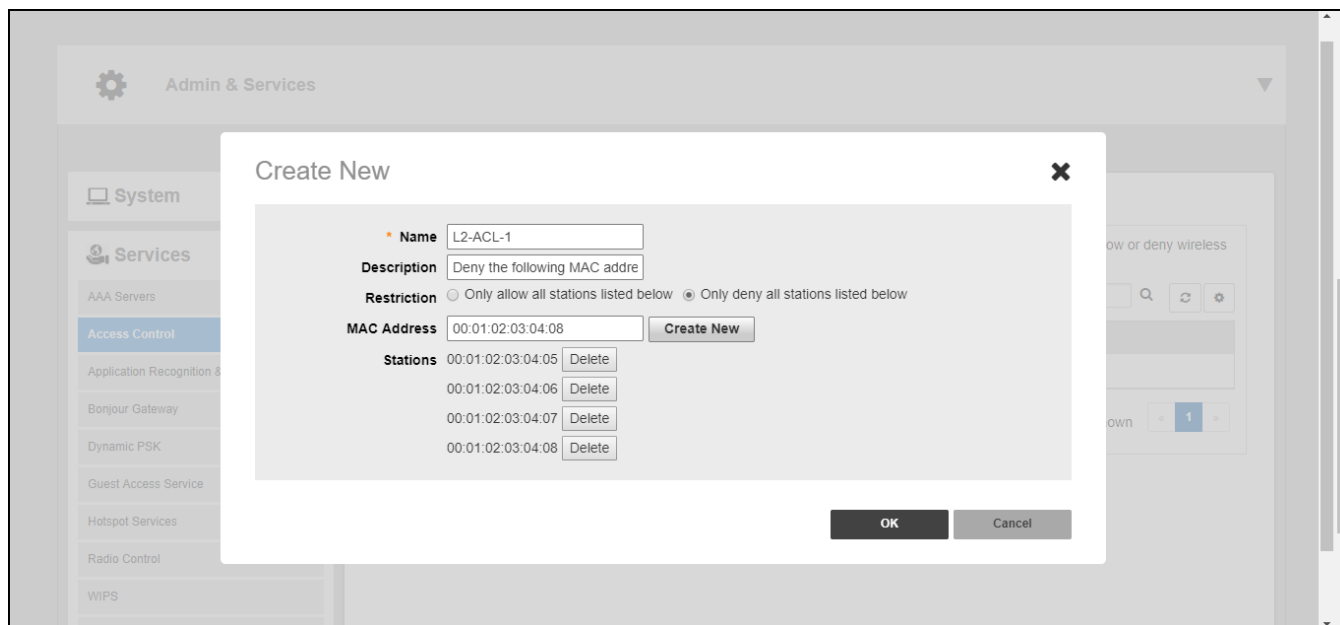 Admin & Services
Create New
System
* Name L2-ACL-1
Services
ow or deny wireless
Description Deny the following MAC addre
AAA Servers
Restriction Only allow all stations listed below Only deny all stations listed below
Access Control
MAC Address 00:01:02:03:04:08 Create New
Stations 00:01:02:03:04:05 Delete
Application Recognition &
00:01:02:03:04:06 Delete
Bonjour Gateway
00:01:02:03:04:07 Delete
own « 1 »
Dynamic PSK
00:01:02:03:04:08 Delete
Guest Access Service
Hotspot Services
OK Cancel
Radio Control
WIPS